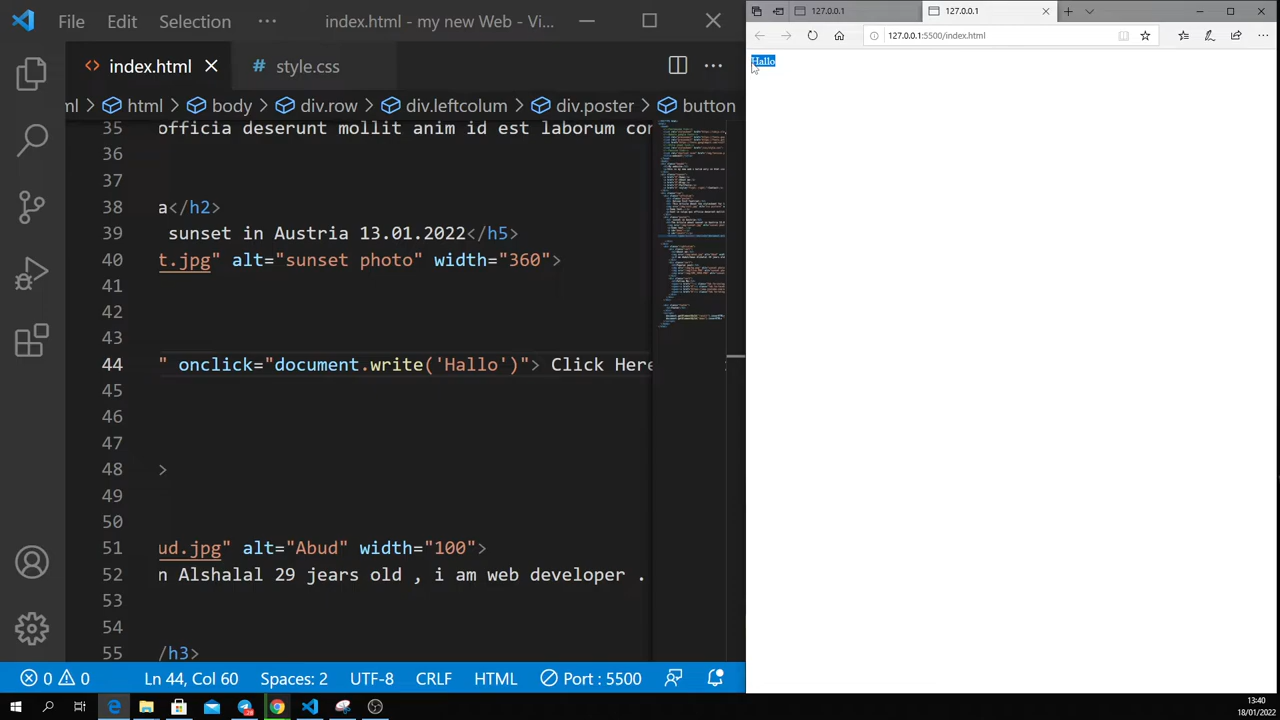 File Edit Selection ··· index.html - my new Web - Vi...
index.html style.css
ml html body div.row div.leftcolum div.poster button
35 officia deserunt mollit anim id est laborum cor
36
37
38 a</h2>
39 sunset in Austria 13.01.2022</h5>
40 t.jpg" alt="sunset photo" width="360">
41
42
43
44 " onclick="document.write('Hallo')"> Click Here
45
46
47
48 >
49
50
51 ud.jpg" alt="Abud" width="100">
52 n Alshalal 29 jears old , i am web developer .
53
54
55 /h3>
0 0 Ln 44, Col 60 Spaces: 2 UTF-8 CRLF HTML Port : 5500
127.0.0.1 127.0.0.1
127.0.0.1:5500/index.html
Hallo
13:40
18/01/2022